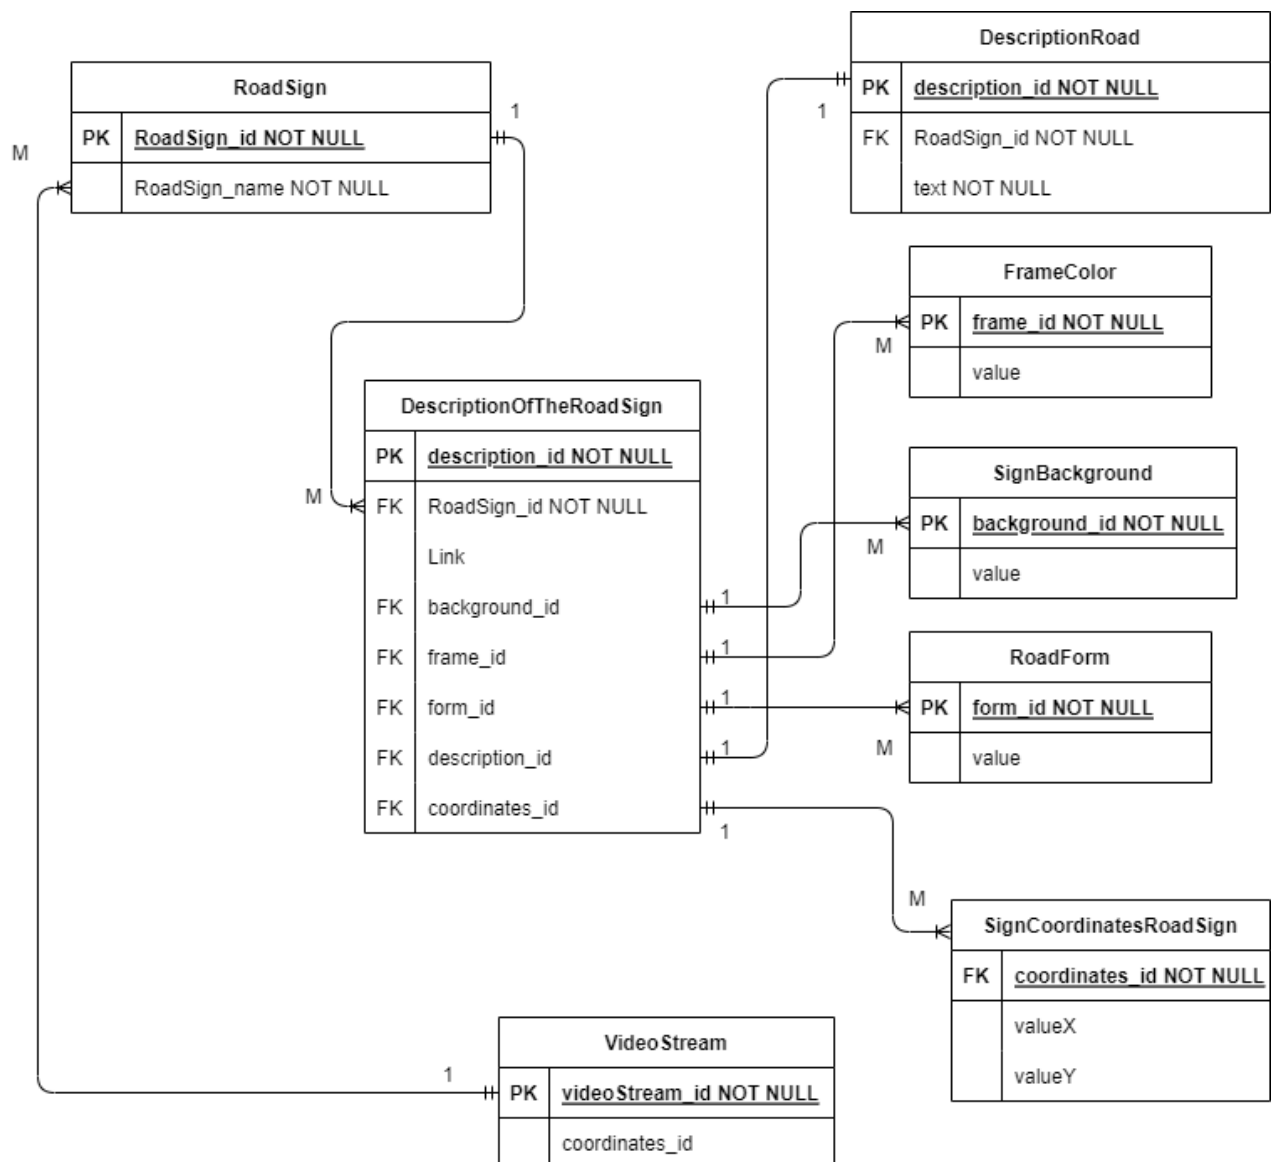 DescriptionRoad
PK description_id NOT NULL
FK RoadSign_id NOT NULL
text NOT NULL
1
RoadSign
PK RoadSign_id NOT NULL
RoadSign_name NOT NULL
1
M
FrameColor
PK frame_id NOT NULL
value
M
DescriptionOfTheRoadSign
PK description_id NOT NULL
FK RoadSign_id NOT NULL
Link
FK background_id
FK frame_id
FK form_id
FK description_id
FK coordinates_id
M
1
1
1
1
1
SignBackground
PK background_id NOT NULL
value
M
RoadForm
PK form_id NOT NULL
value
M
SignCoordinatesRoadSign
FK coordinates_id NOT NULL
valueX
valueY
M
VideoStream
PK videoStream_id NOT NULL
coordinates_id
1